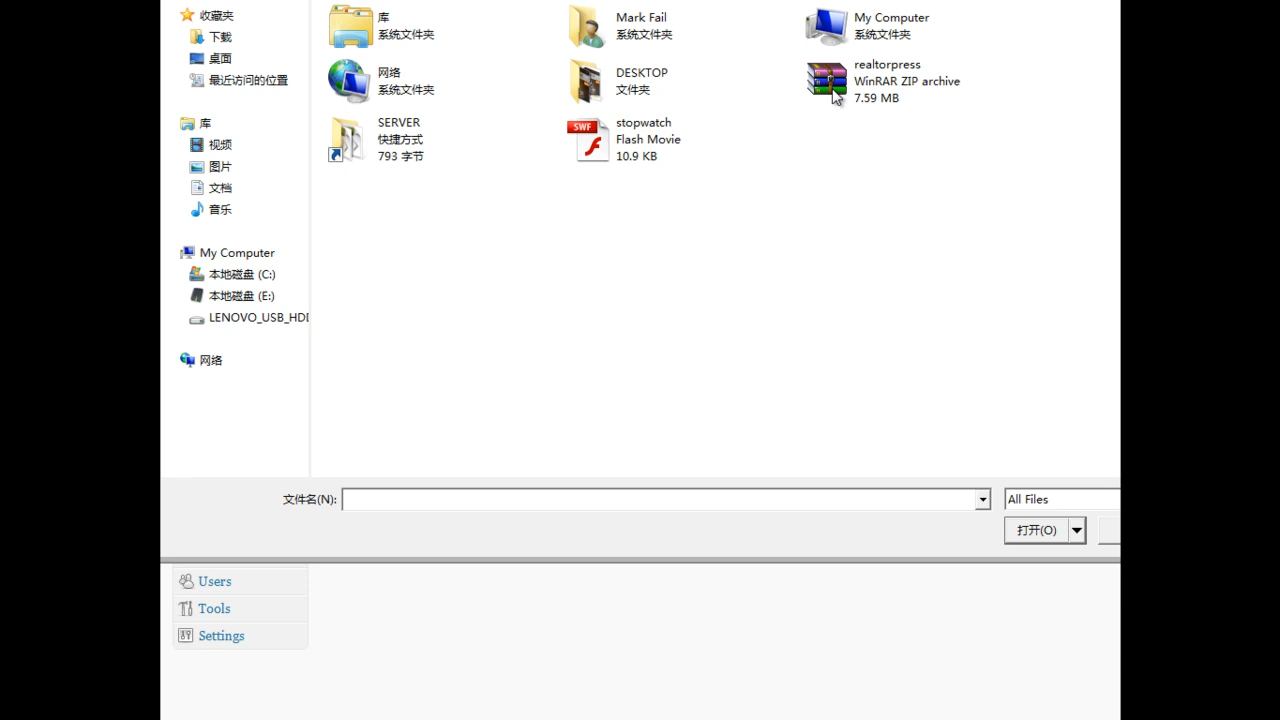 收藏夹
下载
桌面
最近访问的位置
库
视频
图片
文档
音乐
My Computer
本地磁盘 (C:)
本地磁盘 (E:)
LENOVO_USB_HDD
网络
库
系统文件夹
Mark Fail
系统文件夹
My Computer
系统文件夹
网络
系统文件夹
DESKTOP
文件夹
realtorpress
WinRAR ZIP archive
7.59 MB
SERVER
快捷方式
793 字节
SWF
stopwatch
Flash Movie
10.9 KB
文件名(N):
All Files
打开(O)
Users
Tools
Settings